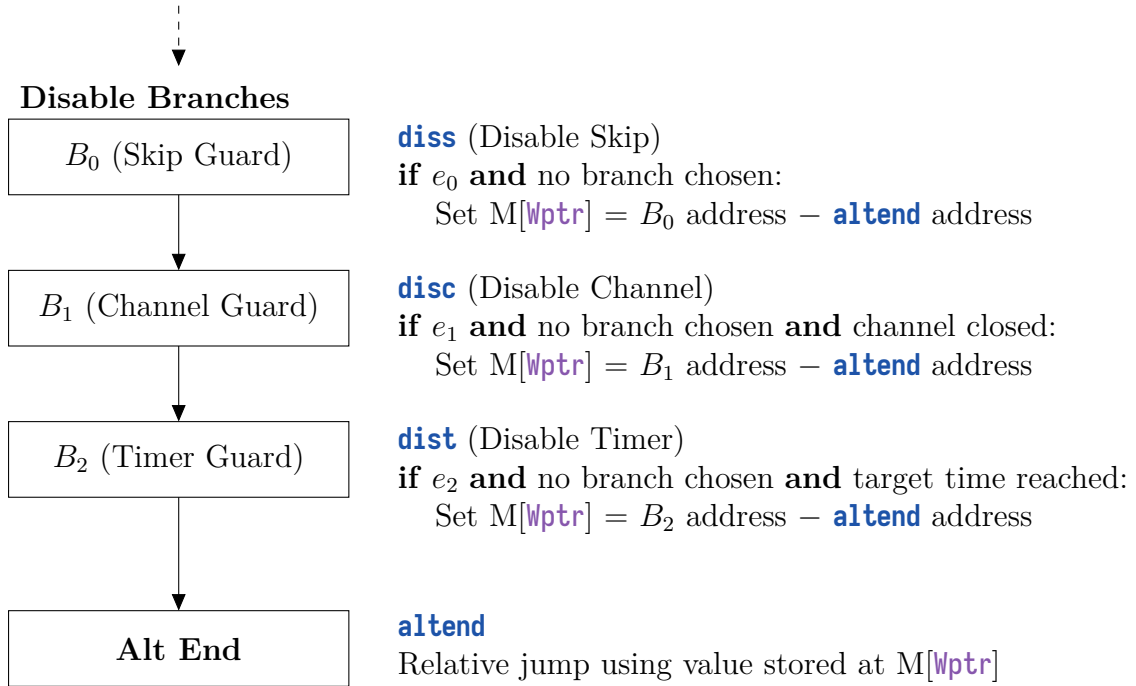 Disable Branches
B₀ (Skip Guard)
diss (Disable Skip)
if e₀ and no branch chosen:
Set M[Wptr] = B₀ address − altend address
B₁ (Channel Guard)
disc (Disable Channel)
if e₁ and no branch chosen and channel closed:
Set M[Wptr] = B₁ address − altend address
B₂ (Timer Guard)
dist (Disable Timer)
if e₂ and no branch chosen and target time reached:
Set M[Wptr] = B₂ address − altend address
Alt End
altend
Relative jump using value stored at M[Wptr]